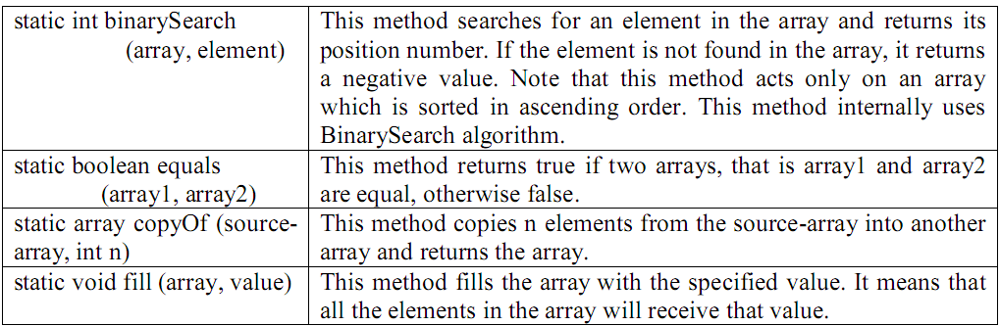 static int binarySearch
(array, element)
This method searches for an element in the array and returns its
position number. If the element is not found in the array, it returns
a negative value. Note that this method acts only on an array
which is sorted in ascending order. This method internally uses
BinarySearch algorithm.
static boolean equals
(array1, array2)
This method returns true if two arrays, that is array1 and array2
are equal, otherwise false.
static array copyOf (source-
array, int n)
This method copies n elements from the source-array into another
array and returns the array.
static void fill (array, value)
This method fills the array with the specified value. It means that
all the elements in the array will receive that value.